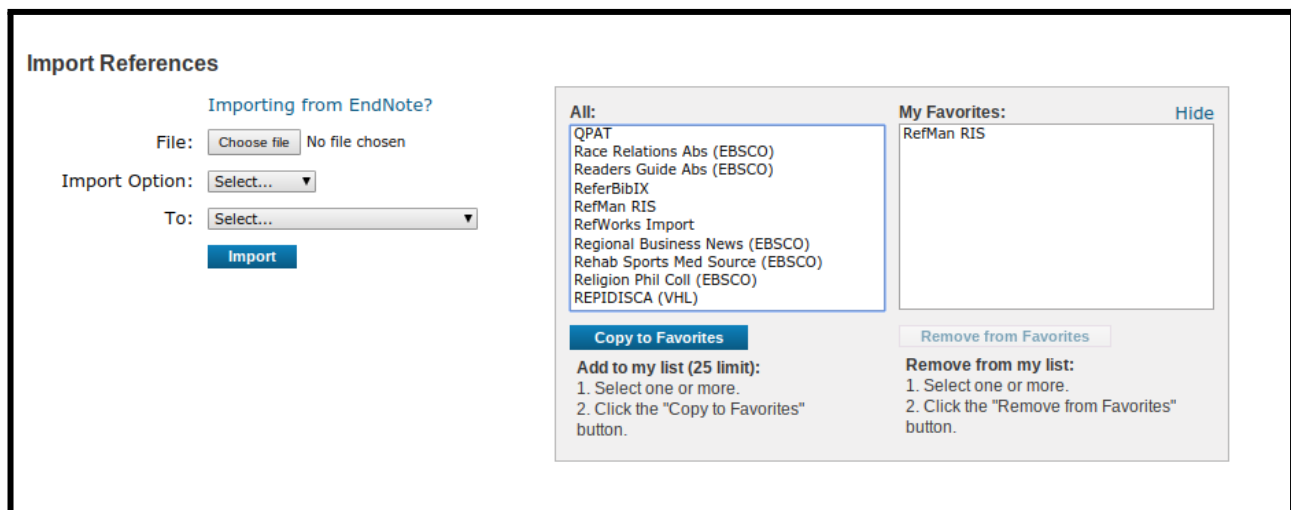 Import References
Importing from EndNote?
File: Choose file No file chosen
Import Option: Select...
To: Select...
Import
All:
QPAT
Race Relations Abs (EBSCO)
Readers Guide Abs (EBSCO)
ReferBibIX
RefMan RIS
RefWorks Import
Regional Business News (EBSCO)
Rehab Sports Med Source (EBSCO)
Religion Phil Coll (EBSCO)
REPIDISCA (VHL)
Copy to Favorites
Add to my list (25 limit):
1. Select one or more.
2. Click the "Copy to Favorites"
button.
My Favorites: Hide
RefMan RIS
Remove from Favorites
Remove from my list:
1. Select one or more.
2. Click the "Remove from Favorites"
button.